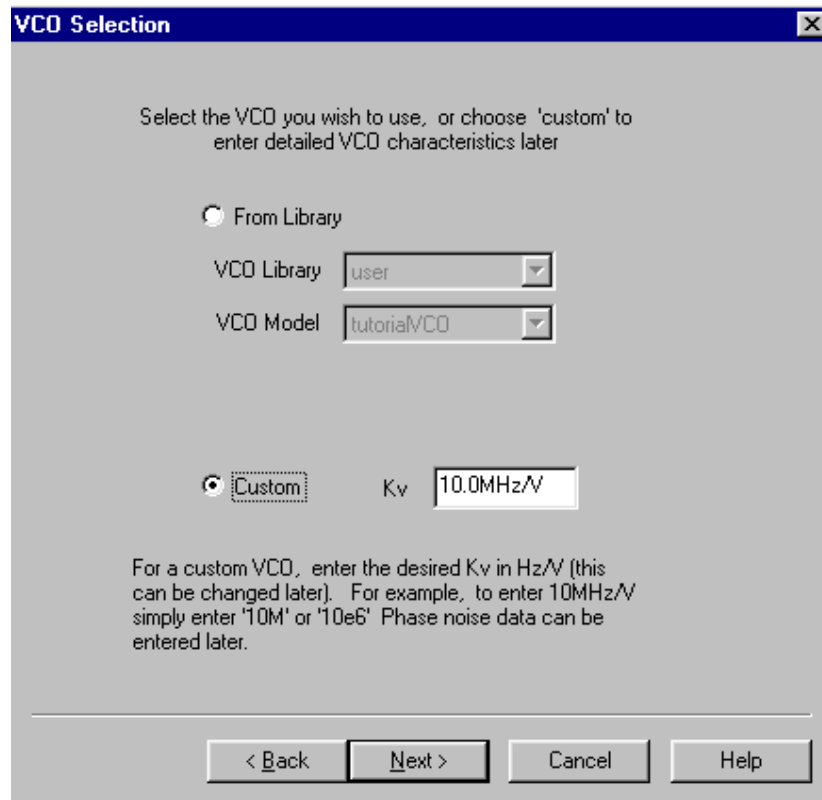 VCO Selection
Select the VCO you wish to use, or choose 'custom' to
enter detailed VCO characteristics later
From Library
VCO Library user
VCO Model tutorialVCO
Custom Kv 10.0MHz/V
For a custom VCO, enter the desired Kv in Hz/V (this
can be changed later). For example, to enter 10MHz/V
simply enter '10M' or '10e6' Phase noise data can be
entered later.
< Back Next > Cancel Help